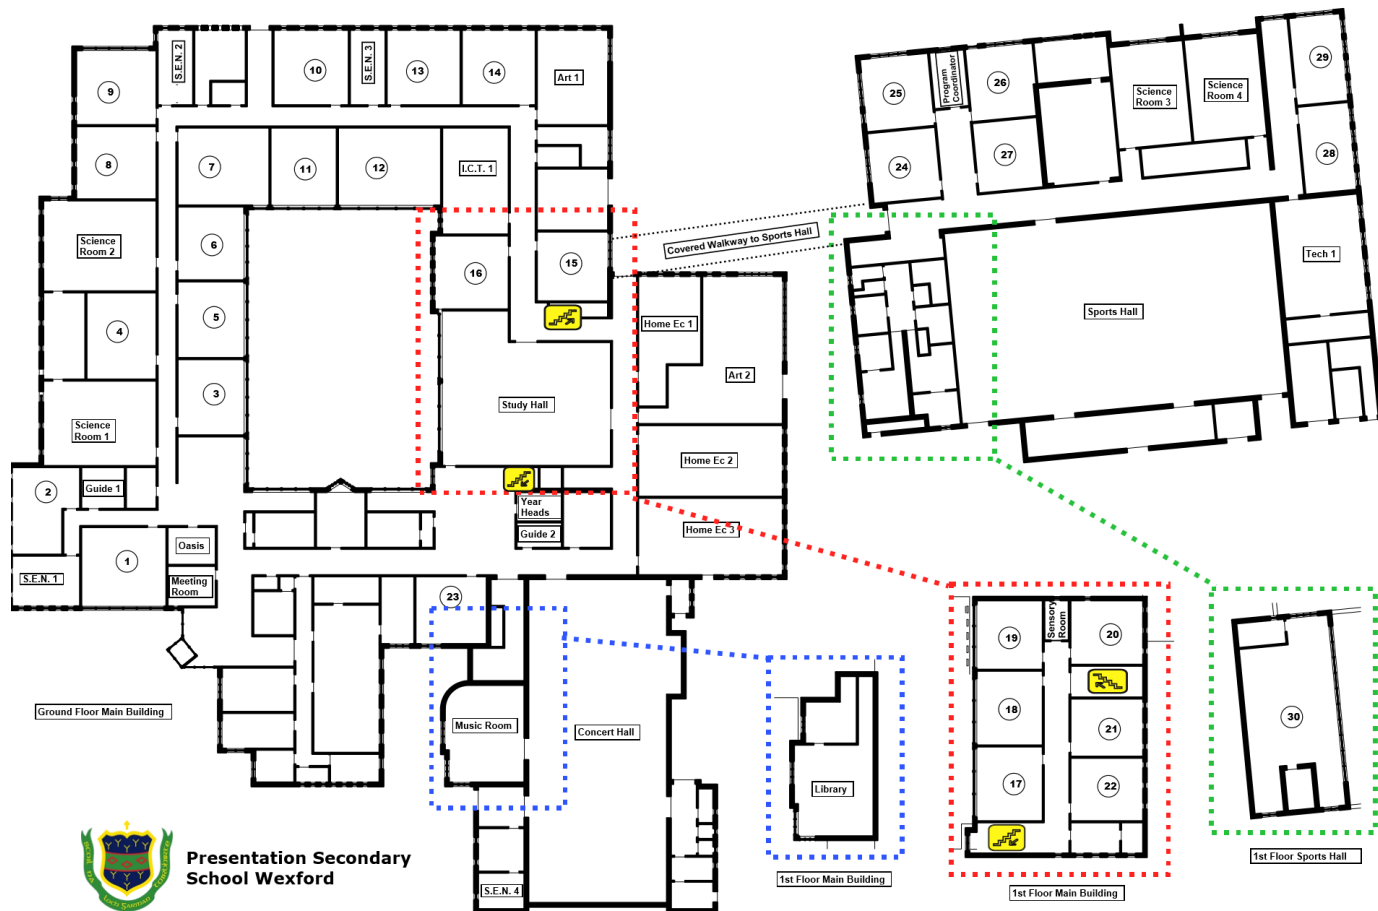 S.E.N. 2
10
S.E.N. 3
13
14
Art 1
9
8
7
11
12
I.C.T. 1
Science
Room 2
6
16
15
5
4
3
Science
Room 1
Study Hall
2
Guide 1
1
Oasis
S.E.N. 1
Meeting
Room
Year
Heads
Guide 2
Home Ec 1
Art 2
Home Ec 2
Home Ec 3
23
Music Room
Concert Hall
S.E.N. 4
Ground Floor Main Building
Covered Walkway to Sports Hall
25
Program
Coordinator
26
Science
Room 3
Science
Room 4
29
24
27
28
Tech 1
Sports Hall
Library
1st Floor Main Building
19
Sensory
Room
20
18
21
17
22
1st Floor Main Building
30
1st Floor Sports Hall
Presentation Secondary
School Wexford